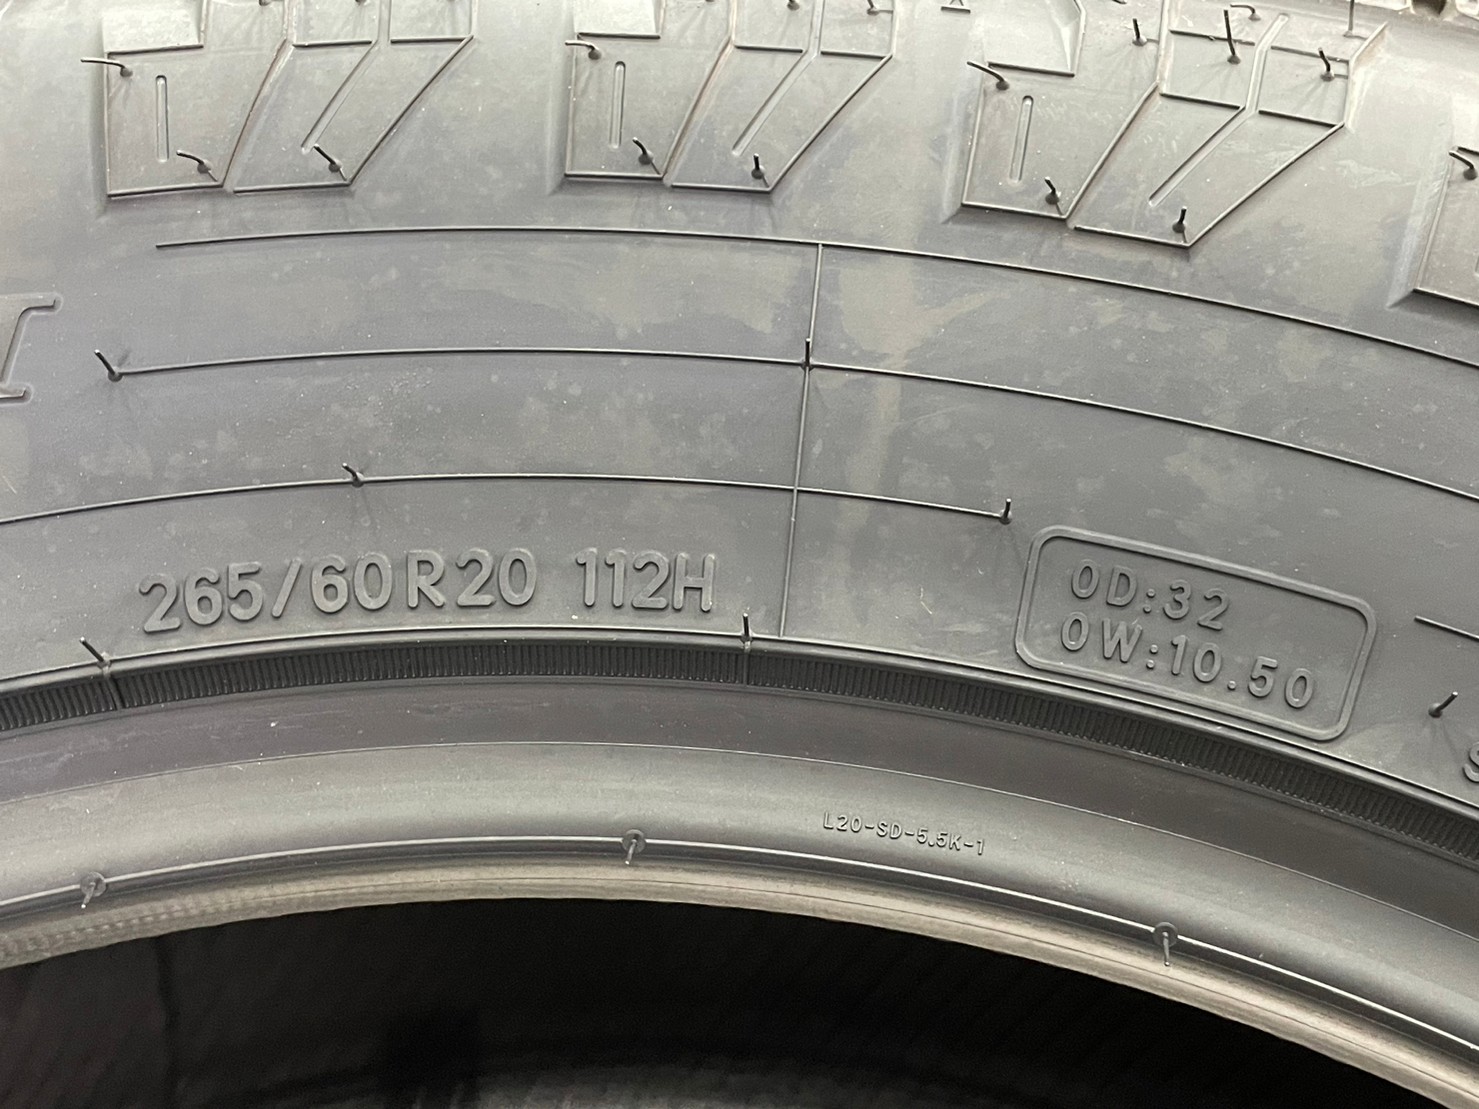 265/60R20 112H
OD:32
OW:10.50
L20-SD-5.5K-1